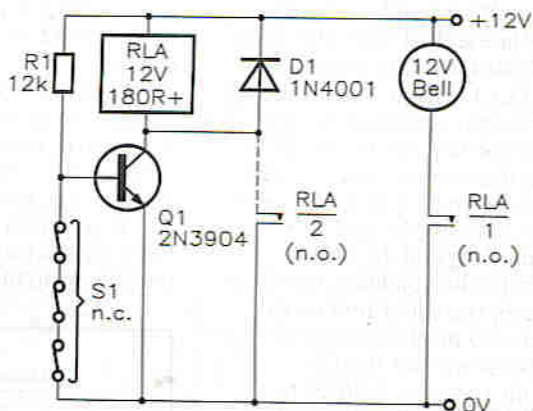 +12V
R1
12k
RLA
12V
180R+
D1
1N4001
12V
Bell
Q1
2N3904
RLA
2
(n.o.)
RLA
1
(n.o.)
S1
n.c.
0V